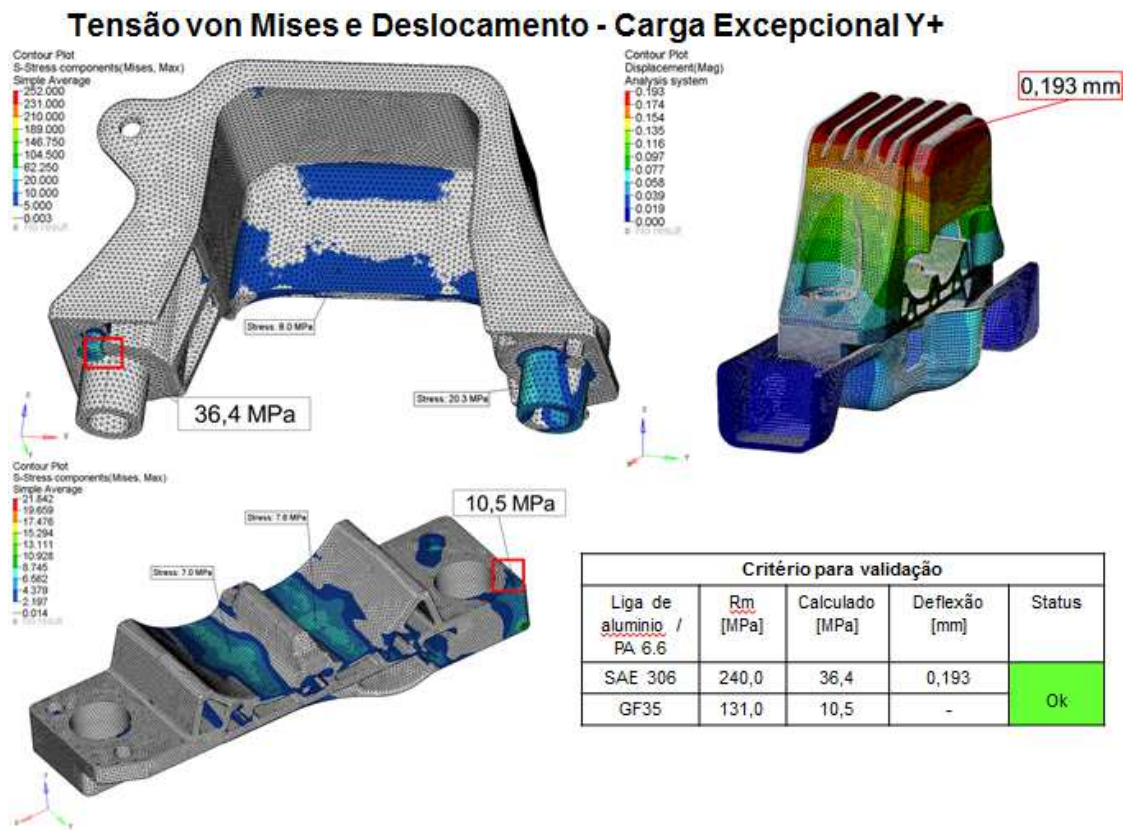 Tensão von Mises e Deslocamento - Carga Excepcional Y+
Contour Plot
S-Stress components(Mises, Max)
Simple Average
252.000
231.000
210.000
189.000
146.750
104.500
62.250
20.000
10.000
5.000
0.003
No result
Stress: 8.0 MPa
Stress: 20.3 MPa
36,4 MPa
Z
X
Y
Contour Plot
Displacement(Mag)
Analysis system
0.193
0.174
0.154
0.135
0.116
0.097
0.077
0.058
0.039
0.019
0.000
No result
0,193 mm
Contour Plot
S-Stress components(Mises, Max)
Simple Average
21.842
19.659
17.476
15.294
13.111
10.928
8.745
6.562
4.379
2.197
0.014
No result
Stress: 7.0 MPa
10,5 MPa
Critério para validação
Liga de aluminio / PA 6.6 Rm [MPa] Calculado [MPa] Deflexão [mm] Status
SAE 306 240,0 36,4 0,193 Ok
GF35 131,0 10,5 -